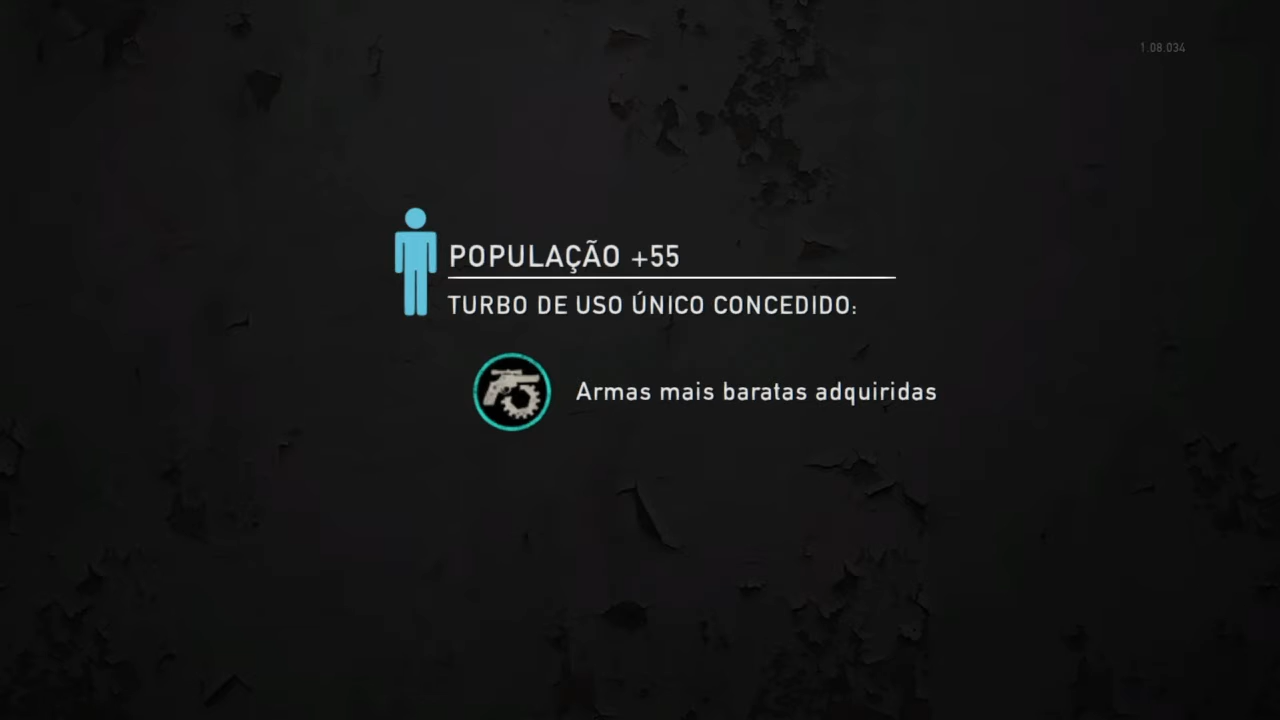 1.08.034
POPULAÇÃO +55
TURBO DE USO ÚNICO CONCEDIDO:
Armas mais baratas adquiridas